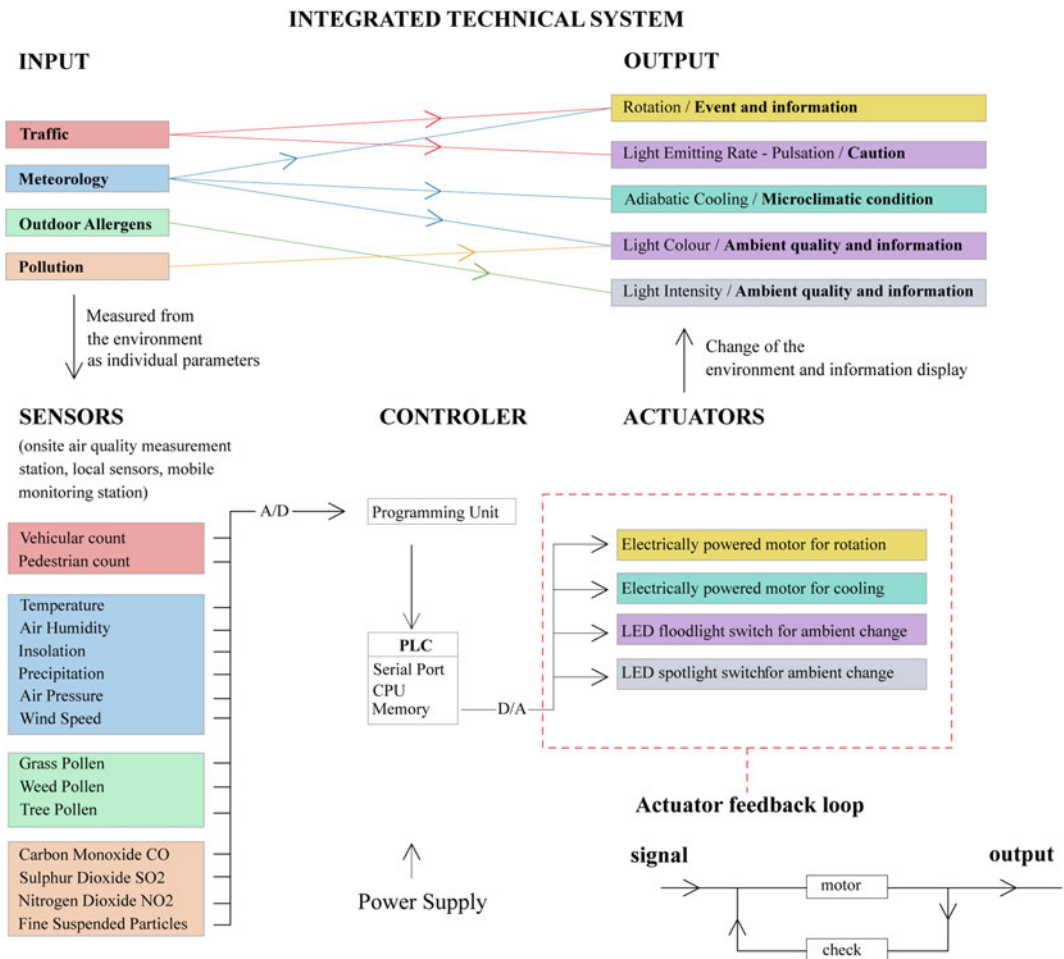 INTEGRATED TECHNICAL SYSTEM
INPUT
OUTPUT
Traffic
Meteorology
Outdoor Allergens
Pollution
Rotation / Event and information
Light Emitting Rate - Pulsation / Caution
Adiabatic Cooling / Microclimatic condition
Light Colour / Ambient quality and information
Light Intensity / Ambient quality and information
Measured from
the environment
as individual parameters
Change of the
environment and information display
SENSORS
(onsite air quality measurement
station, local sensors, mobile
monitoring station)
CONTROLER
ACTUATORS
Vehicular count
Pedestrian count
Temperature
Air Humidity
Insolation
Precipitation
Air Pressure
Wind Speed
Grass Pollen
Weed Pollen
Tree Pollen
Carbon Monoxide CO
Sulphur Dioxide SO2
Nitrogen Dioxide NO2
Fine Suspended Particles
A/D
Programming Unit
PLC
Serial Port
CPU
Memory
D/A
Power Supply
Electrically powered motor for rotation
Electrically powered motor for cooling
LED floodlight switch for ambient change
LED spotlight switchfor ambient change
Actuator feedback loop
signal
output
motor
check